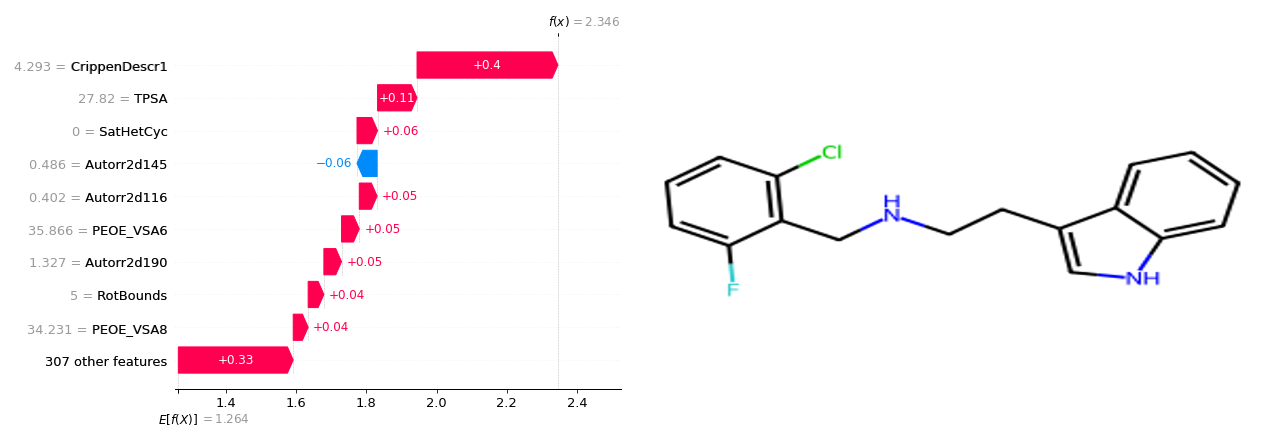 f(x) = 2.346
4.293 = CrippenDescr1
+0.4
27.82 = TPSA
+0.11
0 = SatHetCyc
+0.06
0.486 = Autorr2d145
−0.06
0.402 = Autorr2d116
+0.05
35.866 = PEOE_VSA6
+0.05
1.327 = Autorr2d190
+0.05
5 = RotBounds
+0.04
34.231 = PEOE_VSA8
+0.04
307 other features
+0.33
1.4 1.6 1.8 2.0 2.2 2.4
E[f(X)] = 1.264
Cl
H
N
F
NH